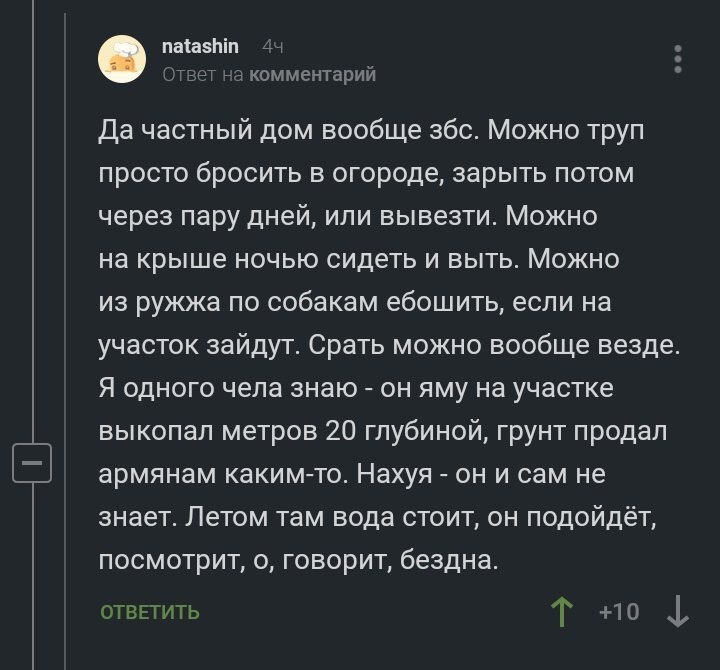 natashin 4ч
Ответ на комментарий
Да частный дом вообще збс. Можно труп
просто бросить в огороде, зарыть потом
через пару дней, или вывезти. Можно
на крыше ночью сидеть и выть. Можно
из ружжа по собакам ебошить, если на
участок зайдут. Срать можно вообще везде.
Я одного чела знаю - он яму на участке
выкопал метров 20 глубиной, грунт продал
армянам каким-то. Нахуя - он и сам не
знает. Летом там вода стоит, он подойдёт,
посмотрит, о, говорит, бездна.
ОТВЕТИТЬ +10